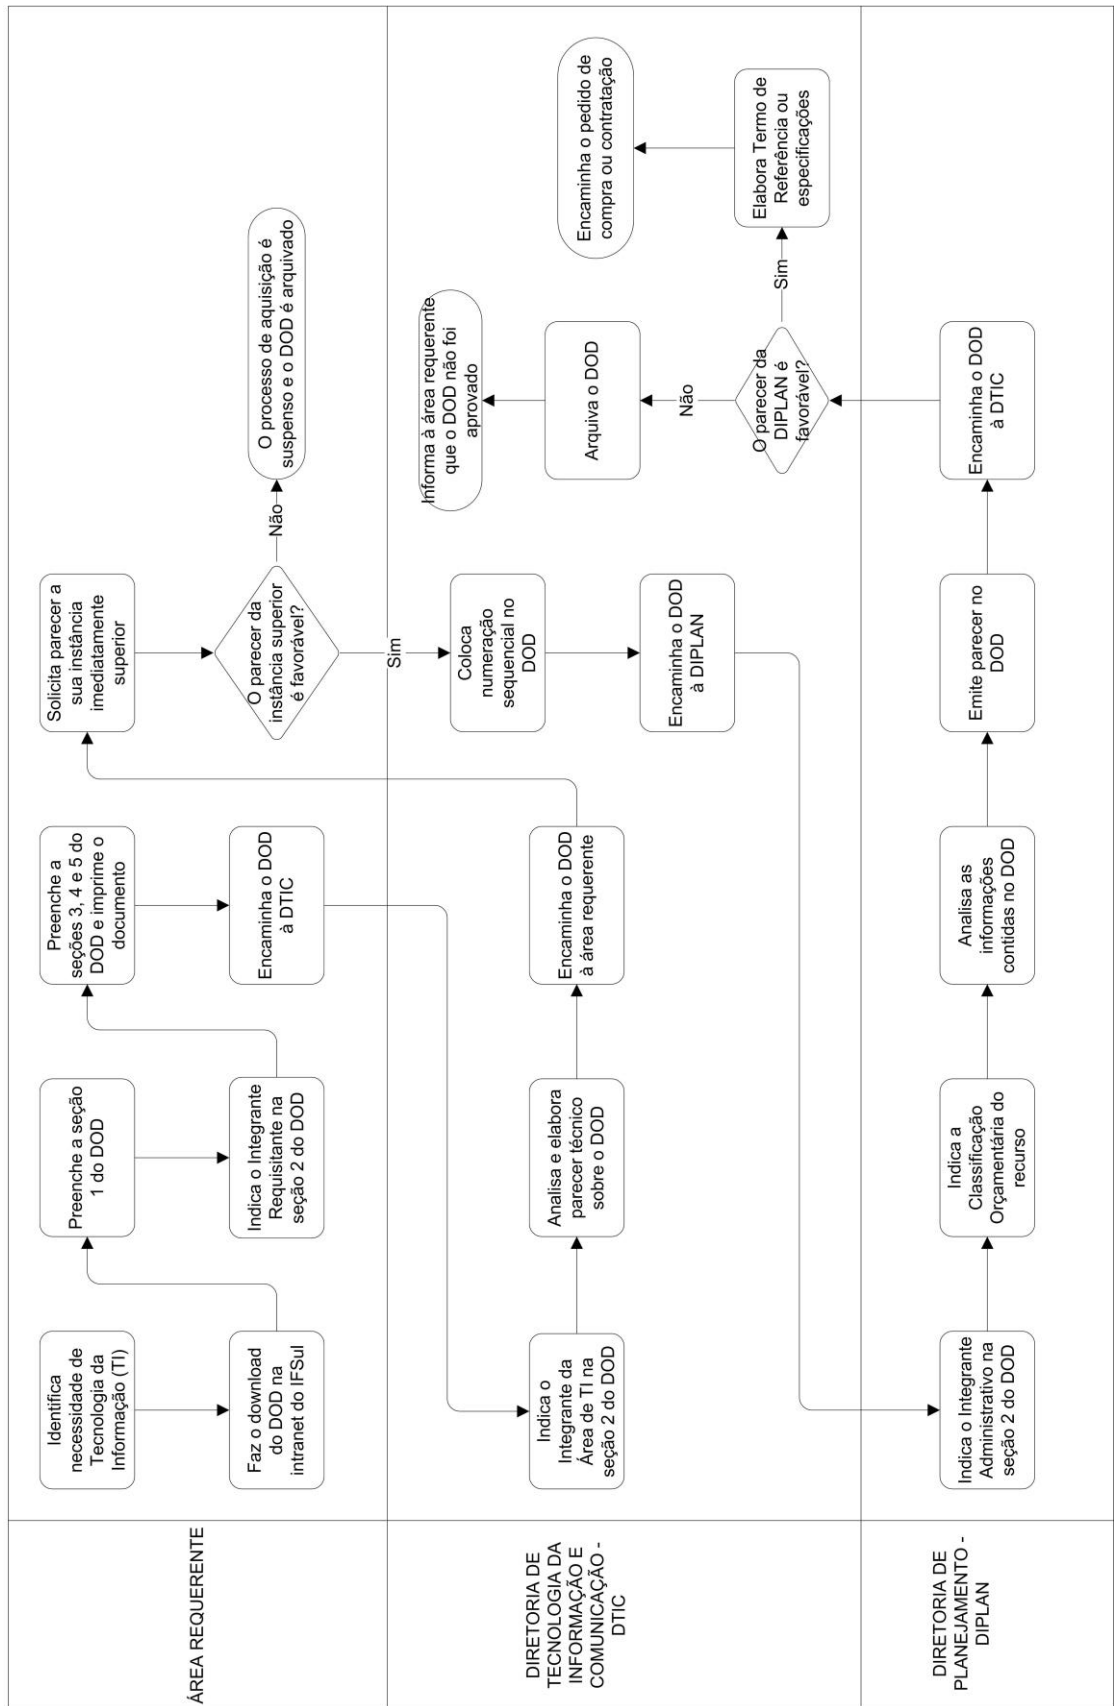 ÁREA REQUERENTE
Identifica
necessidade de
Tecnologia da
Informação (TI)
Faz o download
do DOD na
intranet do IFSul
Preenche a seção
1 do DOD
Indica o Integrante
Requisitante na
seção 2 do DOD
Preenche a
seções 3, 4 e 5 do
DOD e imprime o
documento
Encaminha o DOD
à DTIC
Solicita parecer a
sua instância
imediatamente
superior
O parecer da
instância superior
é favorável?
Não
O processo de aquisição é
suspenso e o DOD é arquivado
Sim
DIRETORIA DE
TECNOLOGIA DA
INFORMAÇÃO E
COMUNICAÇÃO -
DTIC
Indica o
Integrante da
Área de TI na
seção 2 do DOD
Analisa e elabora
parecer técnico
sobre o DOD
Encaminha o DOD
à área requerente
Coloca
numeração
sequencial no
DOD
Encaminha o DOD
à DIPLAN
Informa à área requerente
que o DOD não foi
aprovado
Arquiva o DOD
Não
O parecer da
DIPLAN é
favorável?
Sim
Elabora Termo de
Referência ou
especificações
Encaminha o pedido de
compra ou contratação
DIRETORIA DE
PLANEJAMENTO -
DIPLAN
Indica o Integrante
Administrativo na
seção 2 do DOD
Indica a
Classificação
Orçamentária do
recurso
Analisa as
informações
contidas no DOD
Emite parecer no
DOD
Encaminha o DOD
à DTIC